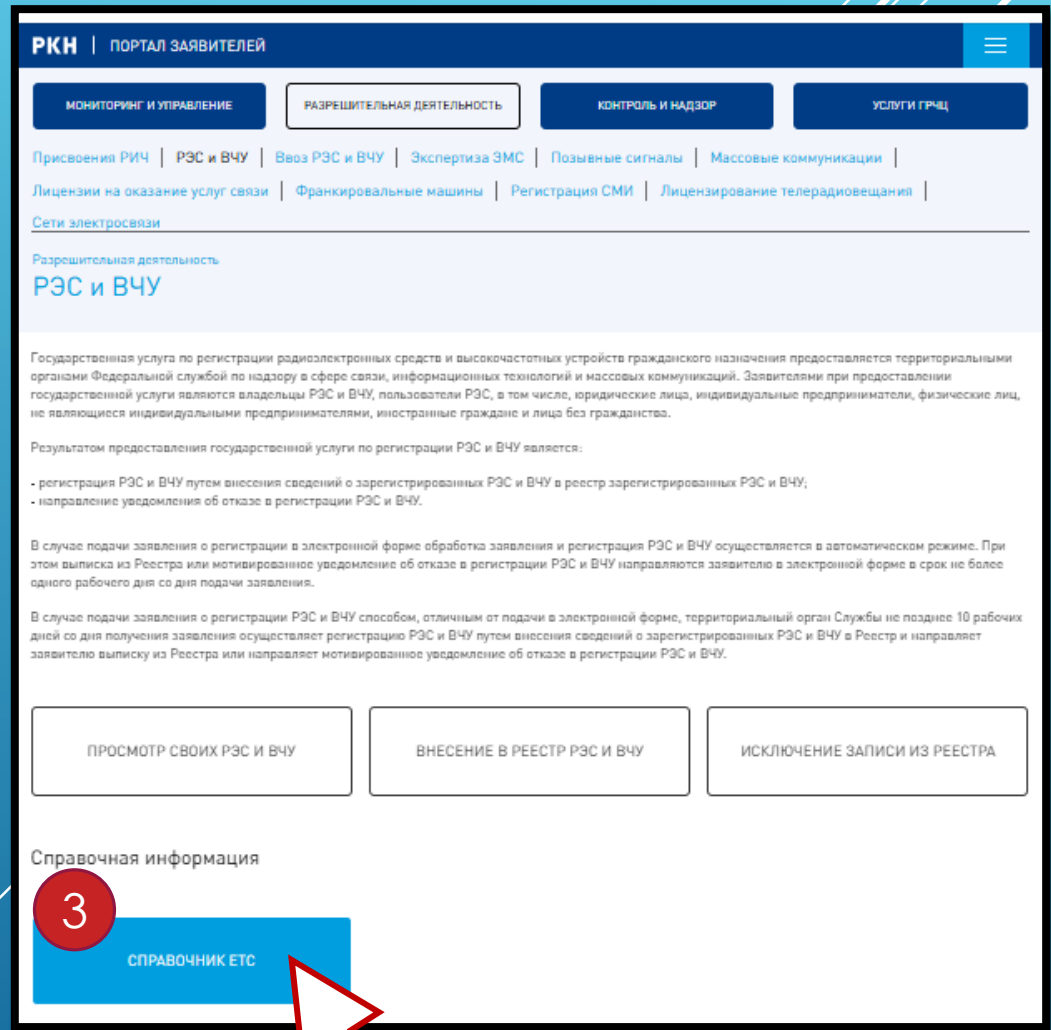 РКН | ПОРТАЛ ЗАЯВИТЕЛЕЙ
МОНИТОРИНГ И УПРАВЛЕНИЕ
РАЗРЕШИТЕЛЬНАЯ ДЕЯТЕЛЬНОСТЬ
КОНТРОЛЬ И НАДЗОР
УСЛУГИ ГРЧЦ
Присвоения РИЧ | РЭС и ВЧУ | Ввоз РЭС и ВЧУ | Экспертиза ЭМС | Позывные сигналы | Массовые коммуникации |
Лицензии на оказание услуг связи | Франкировальные машины | Регистрация СМИ | Лицензирование телерадиовещания |
Сети электросвязи
Разрешительная деятельность
РЭС и ВЧУ
Государственная услуга по регистрации радиоэлектронных средств и высокочастотных устройств гражданского назначения предоставляется территориальными
органами Федеральной службой по надзору в сфере связи, информационных технологий и массовых коммуникаций. Заявителями при предоставлении
государственной услуги являются владельцы РЭС и ВЧУ, пользователи РЭС, в том числе, юридические лица, индивидуальные предприниматели, физические лиц,
не являющиеся индивидуальными предпринимателями, иностранные граждане и лица без гражданства.
Результатом предоставления государственной услуги по регистрации РЭС и ВЧУ является:
- регистрация РЭС и ВЧУ путем внесения сведений о зарегистрированных РЭС и ВЧУ в реестр зарегистрированных РЭС и ВЧУ;
- направление уведомления об отказе в регистрации РЭС и ВЧУ.
В случае подачи заявления о регистрации в электронной форме обработка заявления и регистрация РЭС и ВЧУ осуществляется в автоматическом режиме. При
этом выписка из Реестра или мотивированное уведомление об отказе в регистрации РЭС и ВЧУ направляются заявителю в электронной форме в срок не более
одного рабочего дня со дня подачи заявления.
В случае подачи заявления о регистрации РЭС и ВЧУ способом, отличным от подачи в электронной форме, территориальный орган Службы не позднее 10 рабочих
дней со дня получения заявления осуществляет регистрацию РЭС и ВЧУ путем внесения сведений о зарегистрированных РЭС и ВЧУ в Реестр и направляет
заявителю выписку из Реестра или направляет мотивированное уведомление об отказе в регистрации РЭС и ВЧУ.
ПРОСМОТР СВОИХ РЭС И ВЧУ
ВНЕСЕНИЕ В РЕЕСТР РЭС И ВЧУ
ИСКЛЮЧЕНИЕ ЗАПИСИ ИЗ РЕЕСТРА
Справочная информация
3
СПРАВОЧНИК ЕТС